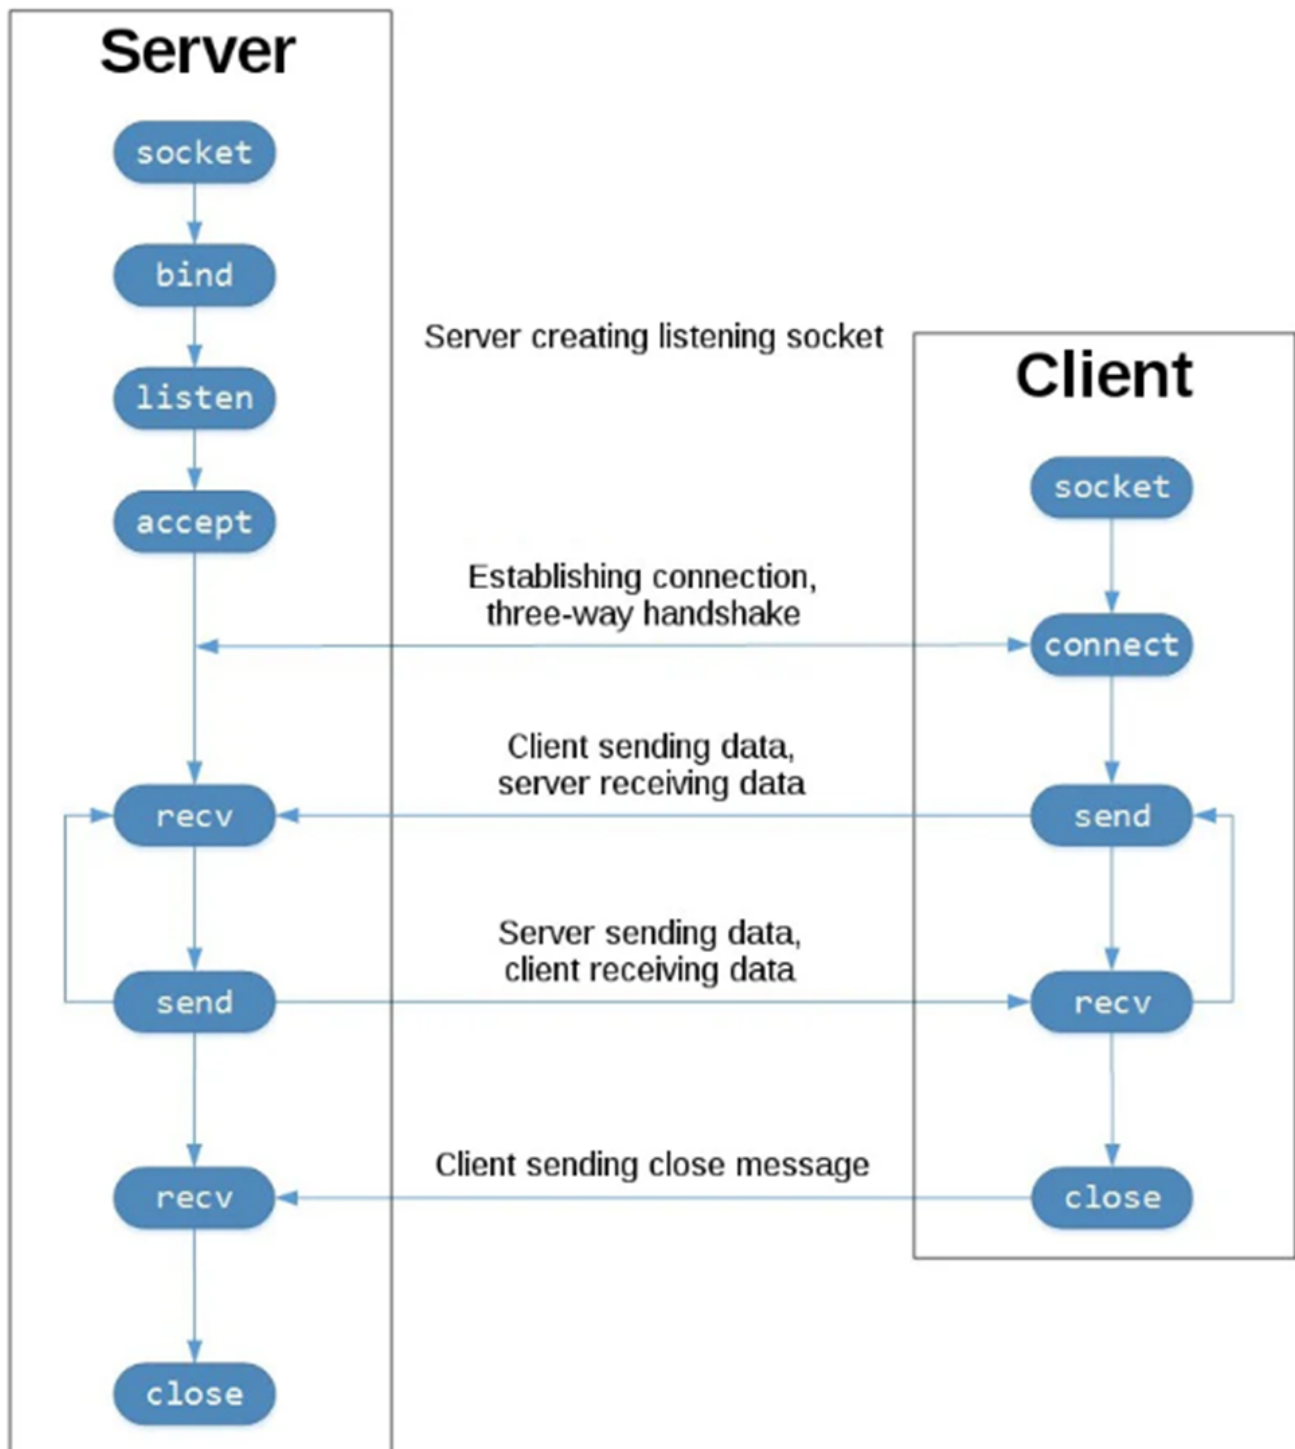 Server
socket
bind
Server creating listening socket
listen
accept
Client
socket
Establishing connection,
three-way handshake
connect
Client sending data,
server receiving data
recv
send
Server sending data,
client receiving data
send
recv
Client sending close message
recv
close
close